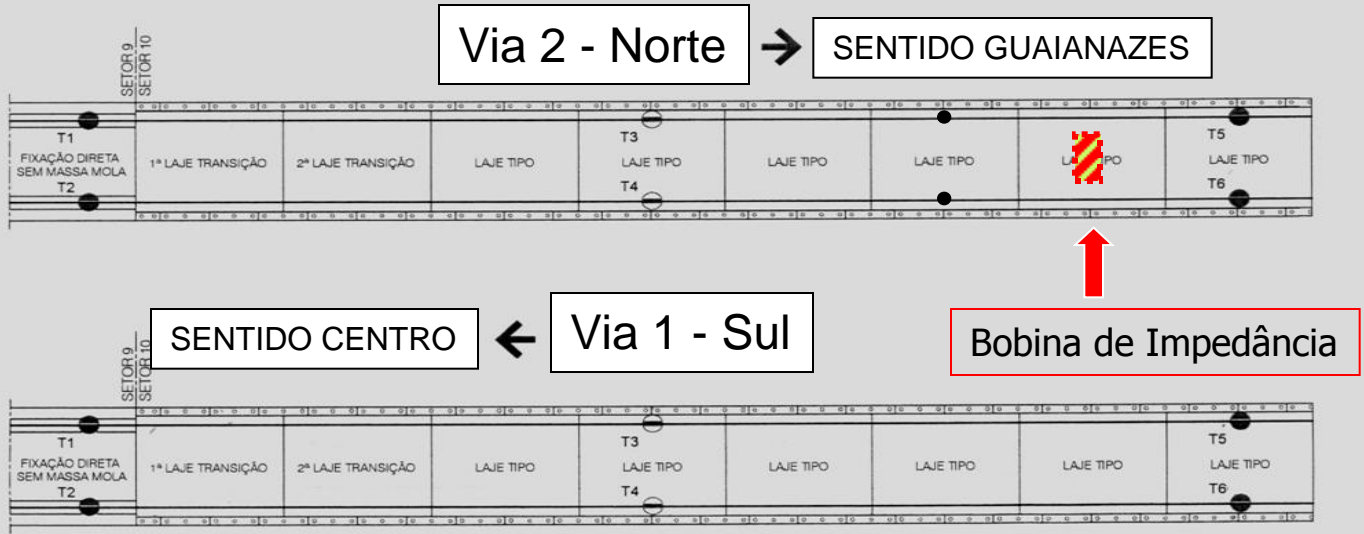 Via 2 - Norte
SENTIDO GUAIANAZES
SETOR 9
SETOR 10
T1
FIXAÇÃO DIRETA
SEM MASSA MOLA
T2
1ª LAJE TRANSIÇÃO
2ª LAJE TRANSIÇÃO
LAJE TIPO
T3
LAJE TIPO
T4
LAJE TIPO
LAJE TIPO
T5
LAJE TIPO
T6
Bobina de Impedância
Via 1 - Sul
SENTIDO CENTRO
SETOR 9
SETOR 10
T1
FIXAÇÃO DIRETA
SEM MASSA MOLA
T2
1ª LAJE TRANSIÇÃO
2ª LAJE TRANSIÇÃO
LAJE TIPO
T3
LAJE TIPO
T4
LAJE TIPO
LAJE TIPO
LAJE TIPO
T5
LAJE TIPO
T6